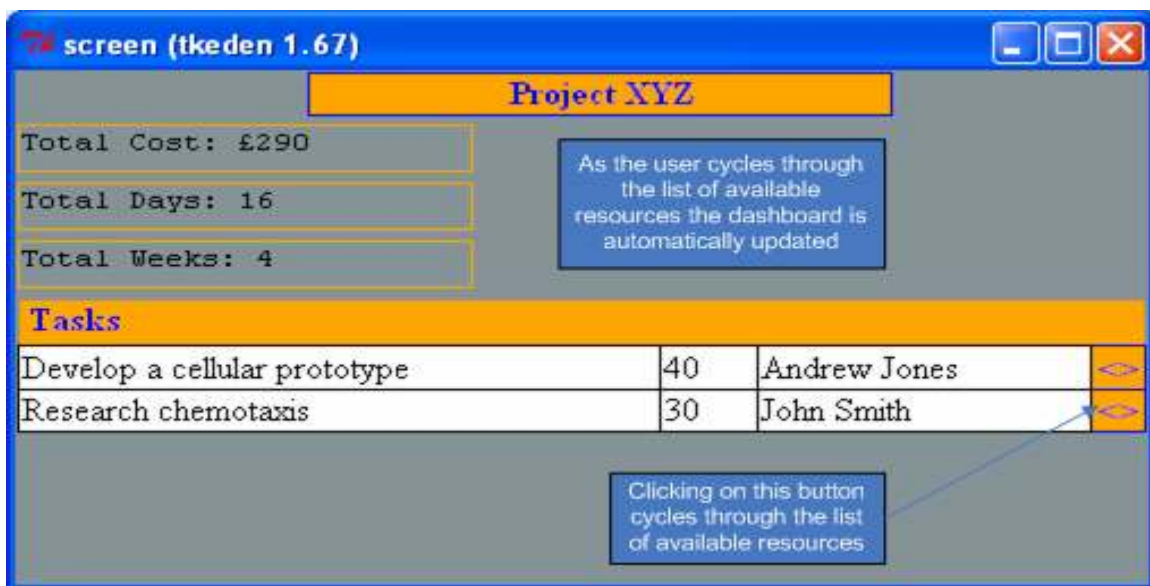 screen (tkeden 1.67)
Project XYZ
Total Cost: £290
Total Days: 16
Total Weeks: 4
As the user cycles through
the list of available
resources the dashboard is
automatically updated
Tasks
Develop a cellular prototype 40 Andrew Jones <>
Research chemotaxis 30 John Smith <>
Clicking on this button
cycles through the list
of available resources